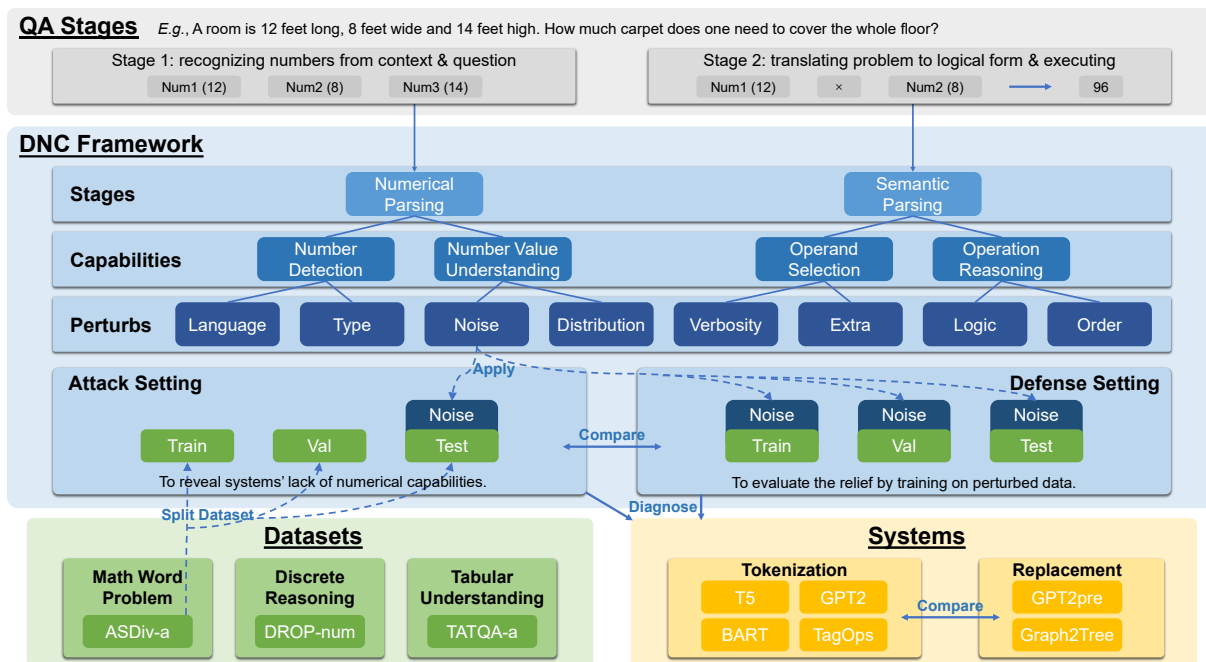 QA Stages E.g., A room is 12 feet long, 8 feet wide and 14 feet high. How much carpet does one need to cover the whole floor?
Stage 1: recognizing numbers from context & question
Num1 (12) Num2 (8) Num3 (14)
Stage 2: translating problem to logical form & executing
Num1 (12) × Num2 (8) 96
DNC Framework
Stages
Numerical
Parsing
Semantic
Parsing
Capabilities
Number
Detection
Number Value
Understanding
Operand
Selection
Operation
Reasoning
Perturbs
Language Type Noise Distribution Verbosity Extra Logic Order
Attack Setting
Apply
Noise
Train Val Test
To reveal systems' lack of numerical capabilities.
Compare
Defense Setting
Noise Noise Noise
Train Val Test
To evaluate the relief by training on perturbed data.
Split Dataset
Diagnose
Datasets
Math Word
Problem
ASDiv-a
Discrete
Reasoning
DROP-num
Tabular
Understanding
TATQA-a
Systems
Tokenization
T5 GPT2
BART TagOps
Compare
Replacement
GPT2pre
Graph2Tree